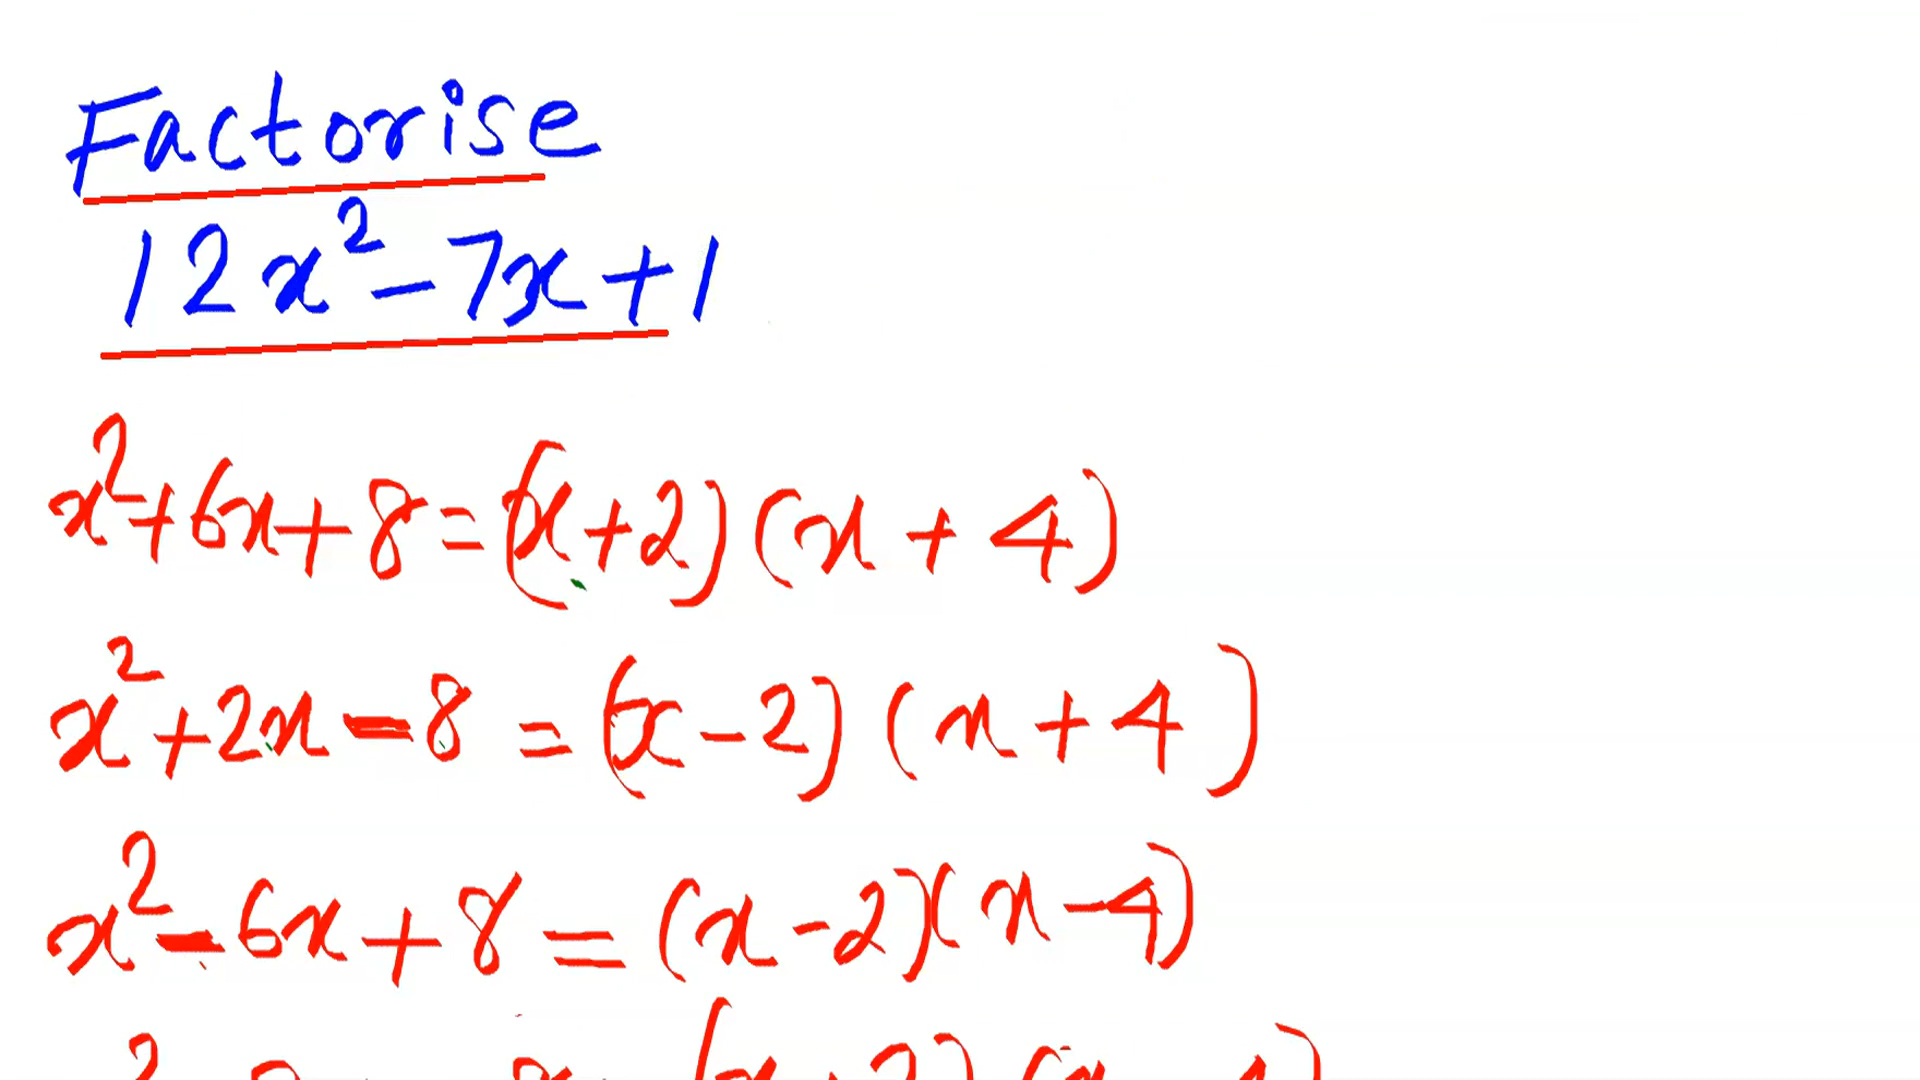 Factorise
12x² - 7x + 1
x² + 6x + 8 = (x + 2) (x + 4)
x² + 2x - 8 = (x - 2) (x + 4)
x² - 6x + 8 = (x - 2)(x - 4)